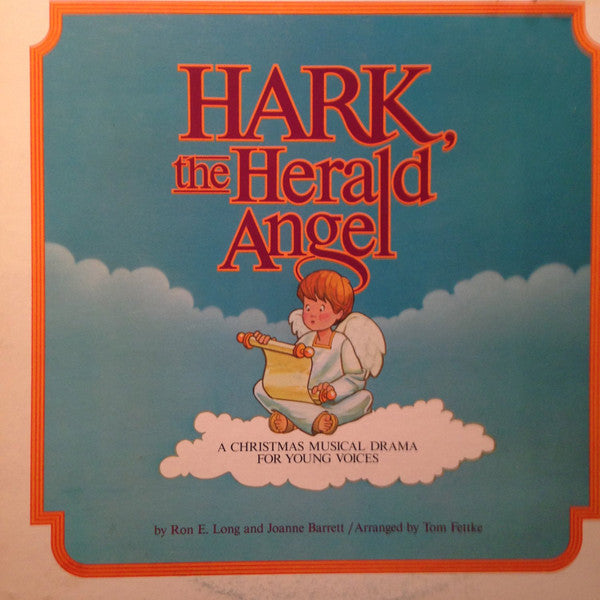 HARK,
the Herald
Angel
A CHRISTMAS MUSICAL DRAMA
FOR YOUNG VOICES
by Ron E. Long and Joanne Barrett / Arranged by Tom Fettke